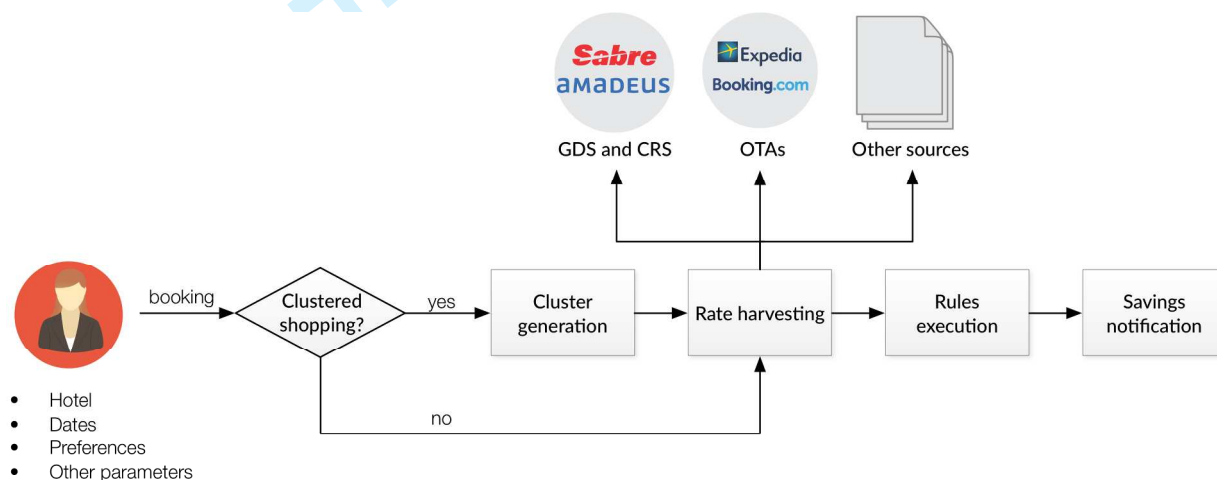 Sabre
aMaDEUS
Expedia
Booking.com
GDS and CRS
OTAs
Other sources
booking
Clustered
shopping?
yes
Cluster
generation
Rate harvesting
Rules
execution
Savings
notification
no
• Hotel
• Dates
• Preferences
• Other parameters